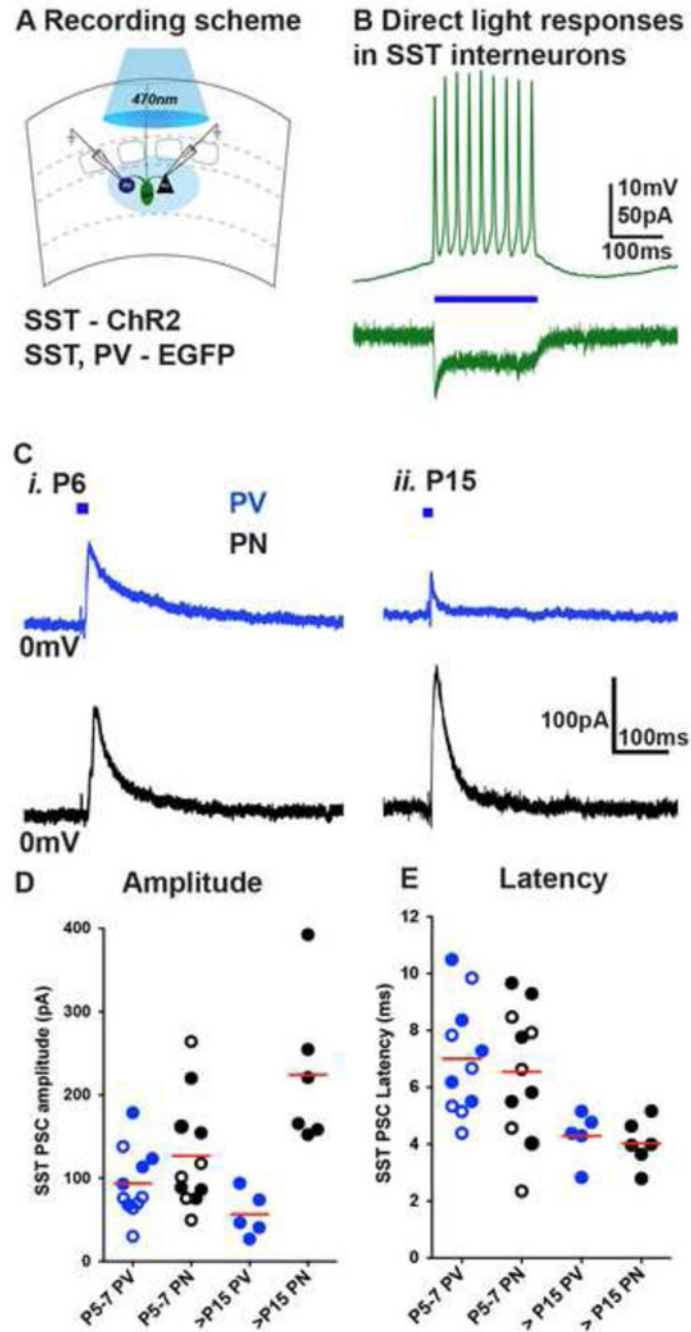 A Recording scheme
470nm
SST - ChR2
SST, PV - EGFP
B Direct light responses
in SST interneurons
10mV
50pA
100ms
C
i. P6
PV
PN
0mV
0mV
ii. P15
100pA
100ms
D Amplitude
SST PSC amplitude (pA)
400
300
200
100
0
P5-7 PV
P5-7 PN
>P15 PV
>P15 PN
E Latency
SST PSC Latency (ms)
12
10
8
6
4
2
0
P5-7 PV
P5-7 PN
> P15 PV
> P15 PN